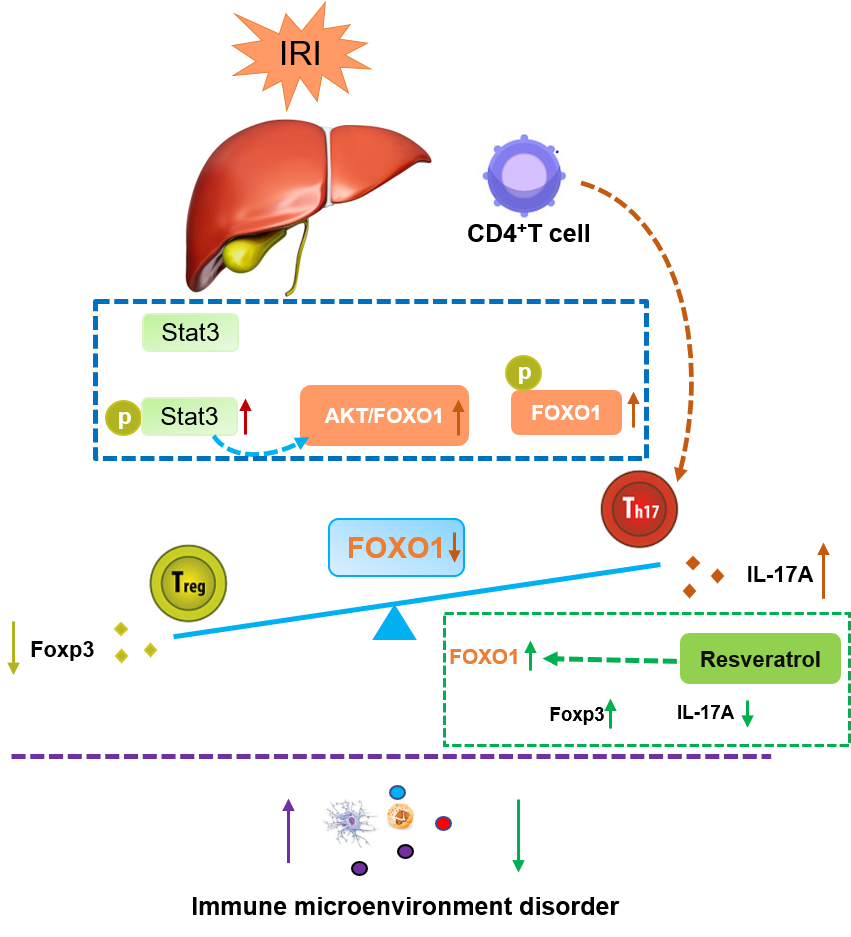 IRI
CD4⁺T cell
Stat3
p
Stat3
AKT/FOXO1
p
FOXO1
Th17
FOXO1
Treg
IL-17A
Foxp3
FOXO1
Resveratrol
Foxp3
IL-17A
Immune microenvironment disorder